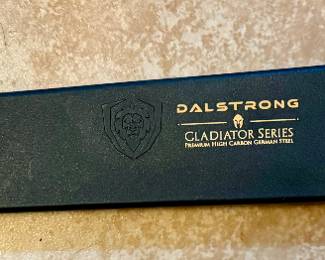 DALSTRONG
GLADIATOR SERIES
PREMIUM HIGH CARBON GERMAN STEEL